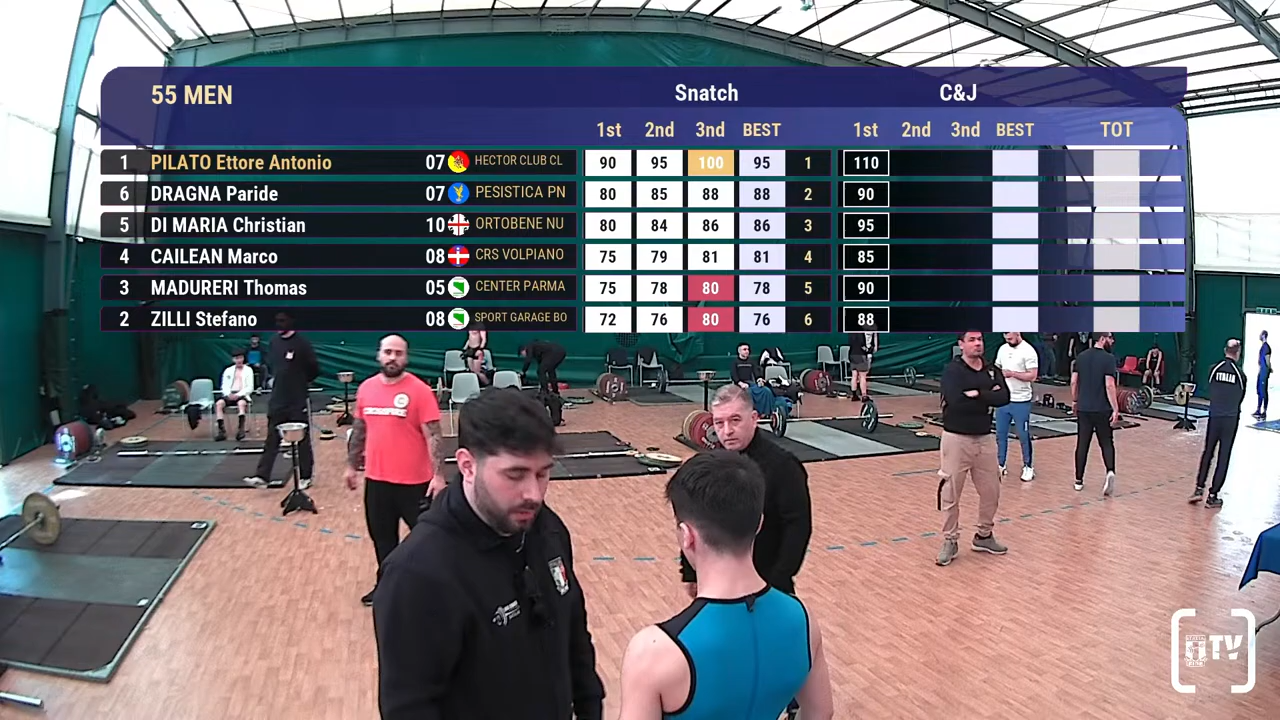 55 MEN Snatch C&J
1st 2nd 3nd BEST 1st 2nd 3nd BEST TOT
1 PILATO Ettore Antonio 07 HECTOR CLUB CL 90 95 100 95 1 110
6 DRAGNA Paride 07 PESISTICA PN 80 85 88 88 2 90
5 DI MARIA Christian 10 ORTOBENE NU 80 84 86 86 3 95
4 CAILEAN Marco 08 CRS VOLPIANO 75 79 81 81 4 85
3 MADURERI Thomas 05 CENTER PARMA 75 78 80 78 5 90
2 ZILLI Stefano 08 SPORT GARAGE BO 72 76 80 76 6 88
ITALIA
TV